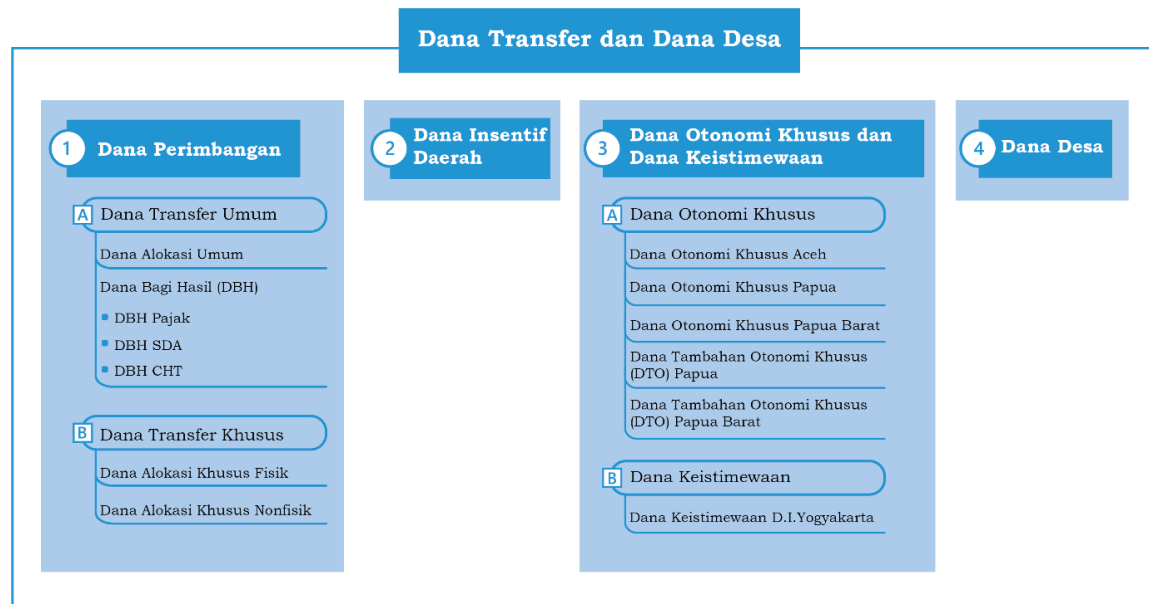 Dana Transfer dan Dana Desa
1 Dana Perimbangan
A Dana Transfer Umum
Dana Alokasi Umum
Dana Bagi Hasil (DBH)
DBH Pajak
DBH SDA
DBH CHT
B Dana Transfer Khusus
Dana Alokasi Khusus Fisik
Dana Alokasi Khusus Nonfisik
2 Dana Insentif
Daerah
3 Dana Otonomi Khusus dan
Dana Keistimewaan
A Dana Otonomi Khusus
Dana Otonomi Khusus Aceh
Dana Otonomi Khusus Papua
Dana Otonomi Khusus Papua Barat
Dana Tambahan Otonomi Khusus
(DTO) Papua
Dana Tambahan Otonomi Khusus
(DTO) Papua Barat
B Dana Keistimewaan
Dana Keistimewaan D.I.Yogyakarta
4 Dana Desa